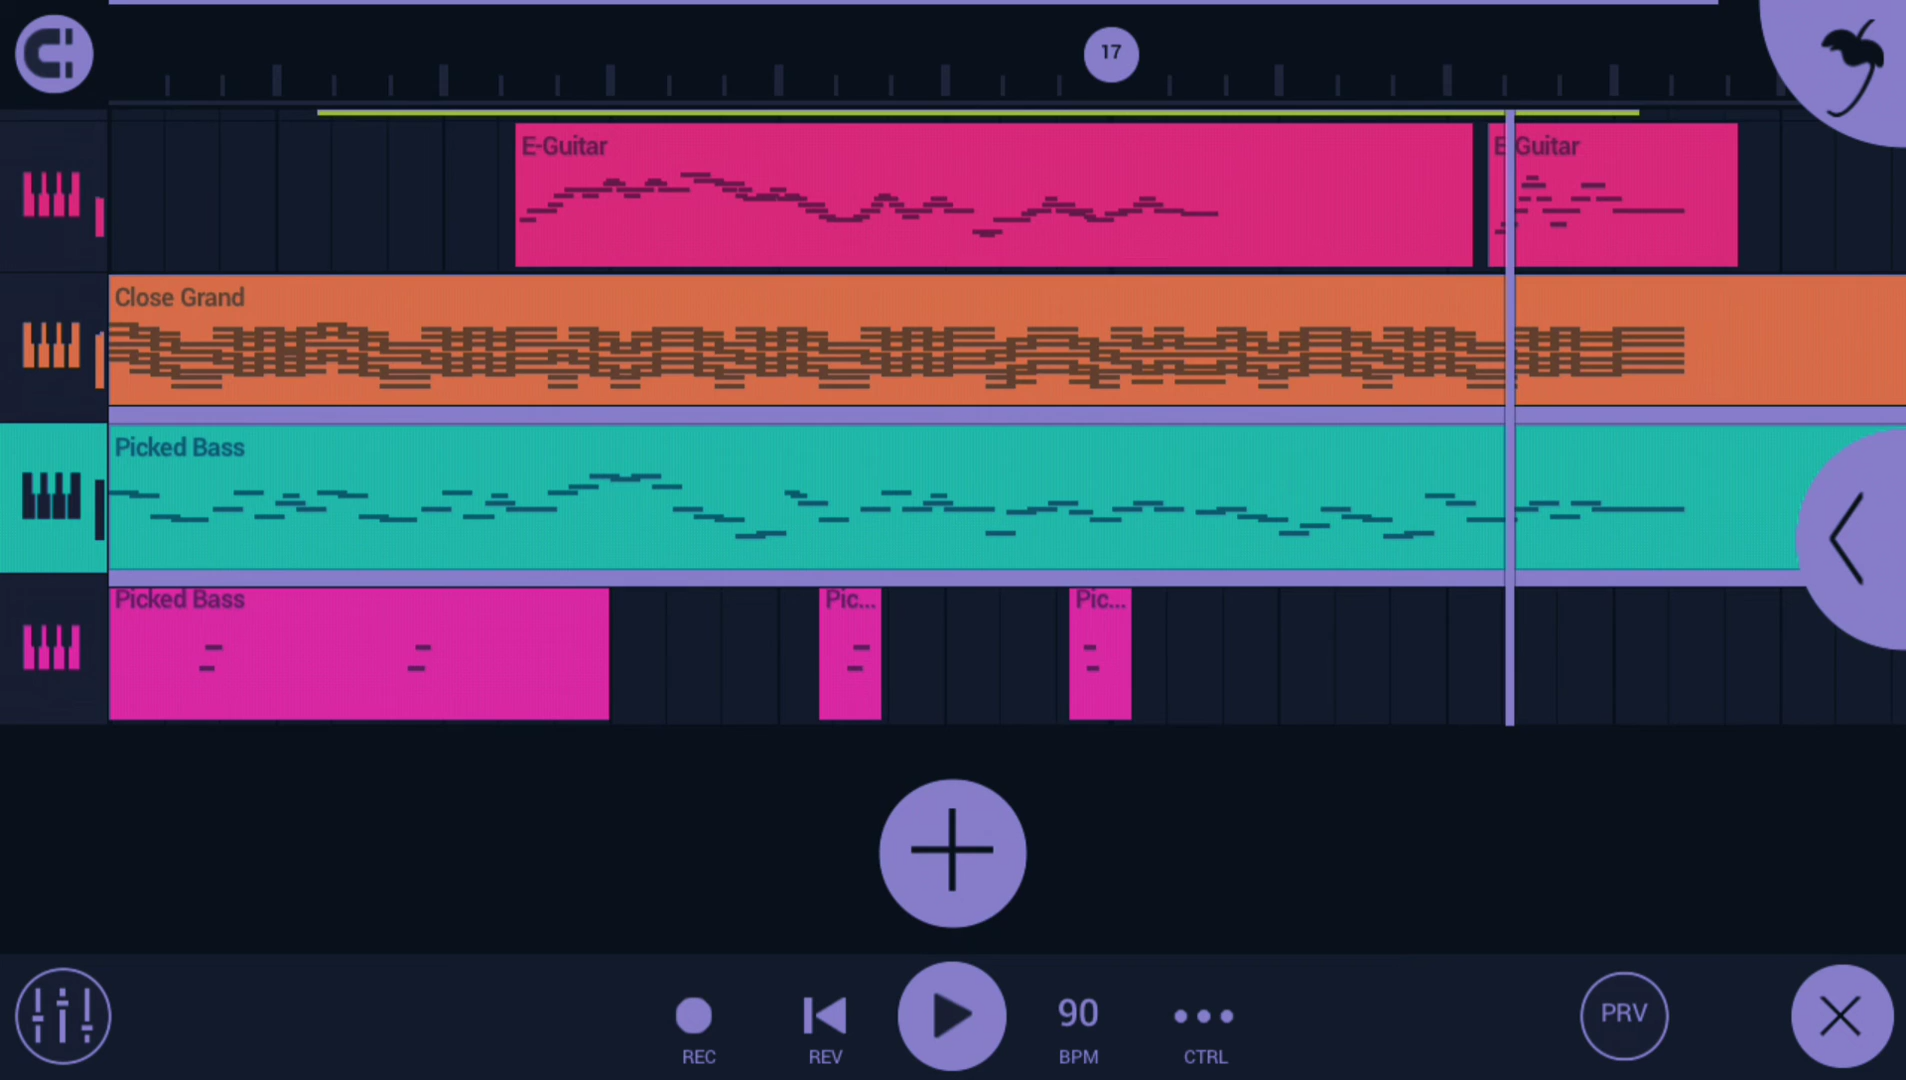 17
E-Guitar
E-Guitar
Close Grand
Picked Bass
Picked Bass
Pic...
Pic...
REC
REV
90
BPM
CTRL
PRV